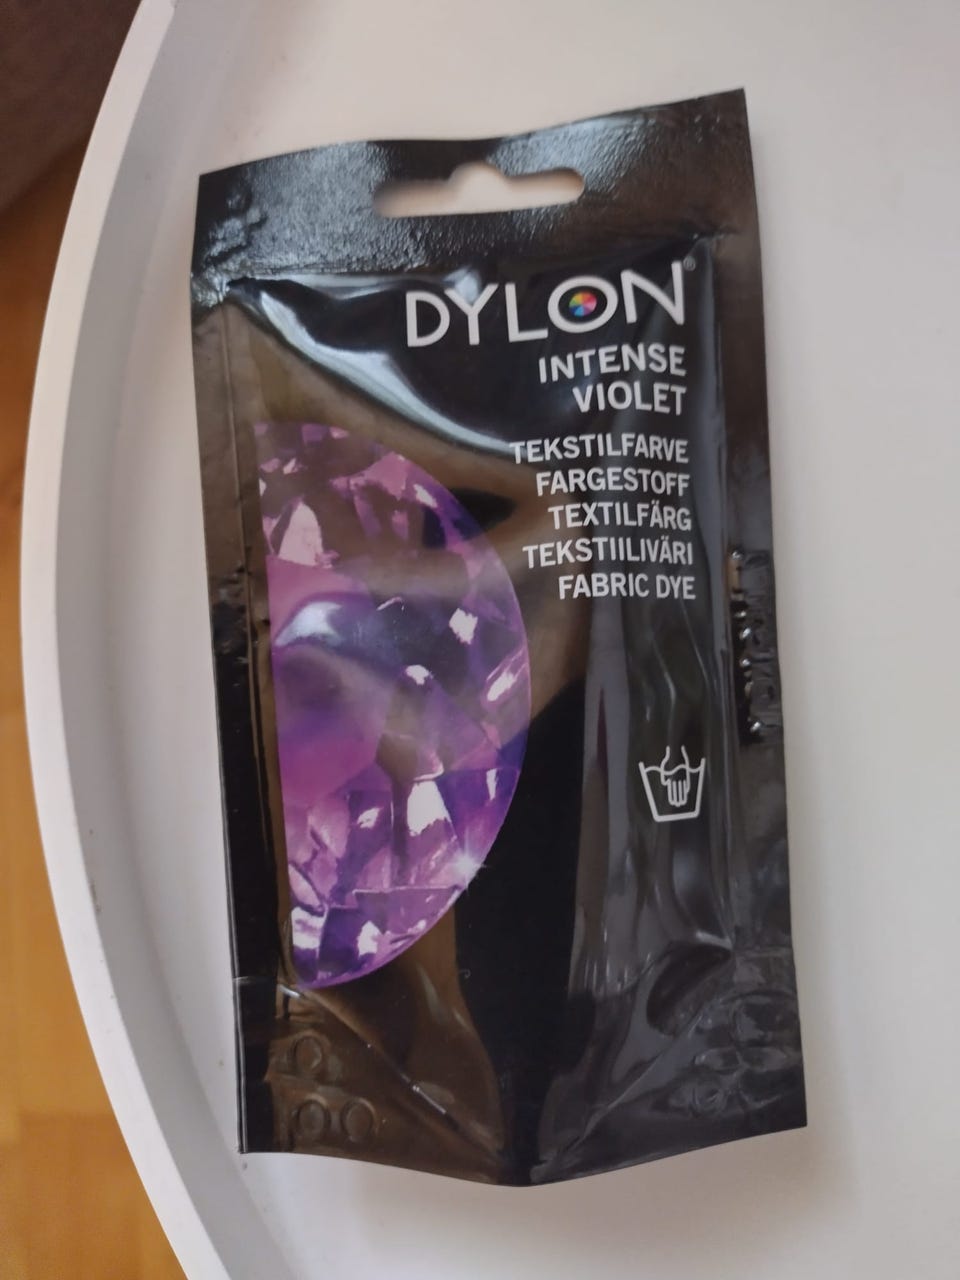 DYLON®
INTENSE
VIOLET
TEKSTILFARVE
FARGESTOFF
TEXTILFÄRG
TEKSTIILIVÄRI
FABRIC DYE